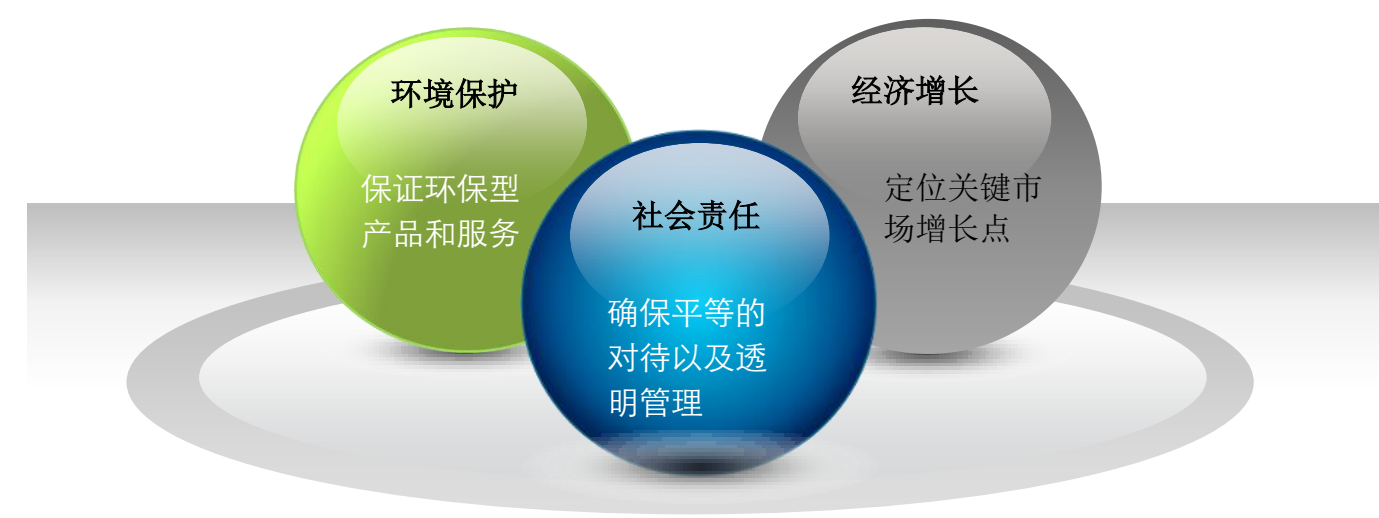 环境保护
保证环保型
产品和服务
社会责任
确保平等的
对待以及透
明管理
经济增长
定位关键市
场增长点